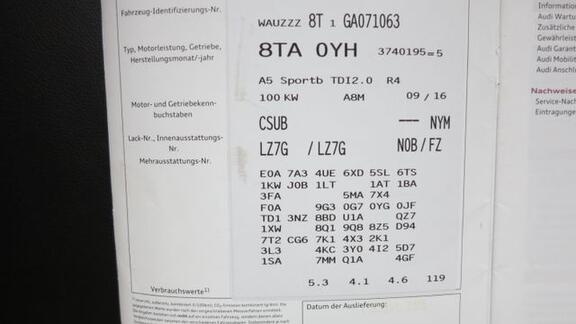 Fahrzeug-Identifizierungs-Nr.
WAUZZZ 8T 1 GA071063
Typ, Motorleistung, Getriebe,
Herstellungsmonat/-jahr
8TA 0YH 3740195=5
A5 Sportb TDI2.0 R4
100 KW A8M 09/16
Motor- und Getriebekenn-
buchstaben
CSUB --- NYM
Lack-Nr., Innenausstattungs-
Nr.
LZ7G /LZ7G N0B/FZ
Mehrausstattungs-Nr.
E0A 7A3 4UE 6XD 5SL 6TS
1KW J0B 1LT 1AT 1BA
3FA 5MA 7X4
F0A 9G3 0G7 0YG 0JF
TD1 3NZ 8BD U1A QZ7
1XW 8Q1 9Q8 8Z5 D94
7T2 CG6 7K1 4X3 2K1
3L3 4KC 3Y0 4I2 5D7
1SA 7MM Q1A 4GF
Verbrauchswerte¹⁾
5.3 4.1 4.6 119
Datum der Auslieferung:
Information
Audi Wartu
Zusätzliche
Gewährleist
Audi Garant
Audi Mobilit
Audi Anschl
Nachweise
Service-Nach
Eintragungen